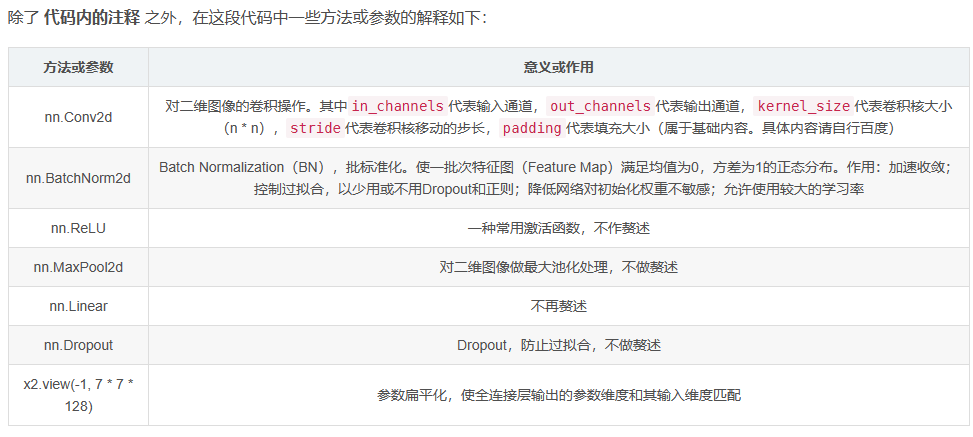 除了 代码内的注释 之外，在这段代码中一些方法或参数的解释如下：
方法或参数
意义或作用
nn.Conv2d
对二维图像的卷积操作。其中 in_channels 代表输入通道，out_channels 代表输出通道，kernel_size 代表卷积核大小
（n * n），stride 代表卷积核移动的步长，padding 代表填充大小（属于基础内容。具体内容请自行百度）
nn.BatchNorm2d
Batch Normalization（BN），批标准化。使一批次特征图（Feature Map）满足均值为0，方差为1的正态分布。作用：加速收敛；
控制过拟合，以少用或不用Dropout和正则；降低网络对初始化权重不敏感；允许使用较大的学习率
nn.ReLU
一种常用激活函数，不作赘述
nn.MaxPool2d
对二维图像做最大池化处理，不做赘述
nn.Linear
不再赘述
nn.Dropout
Dropout，防止过拟合，不做赘述
x2.view(-1, 7 * 7 *
128)
参数扁平化，使全连接层输出的参数维度和其输入维度匹配